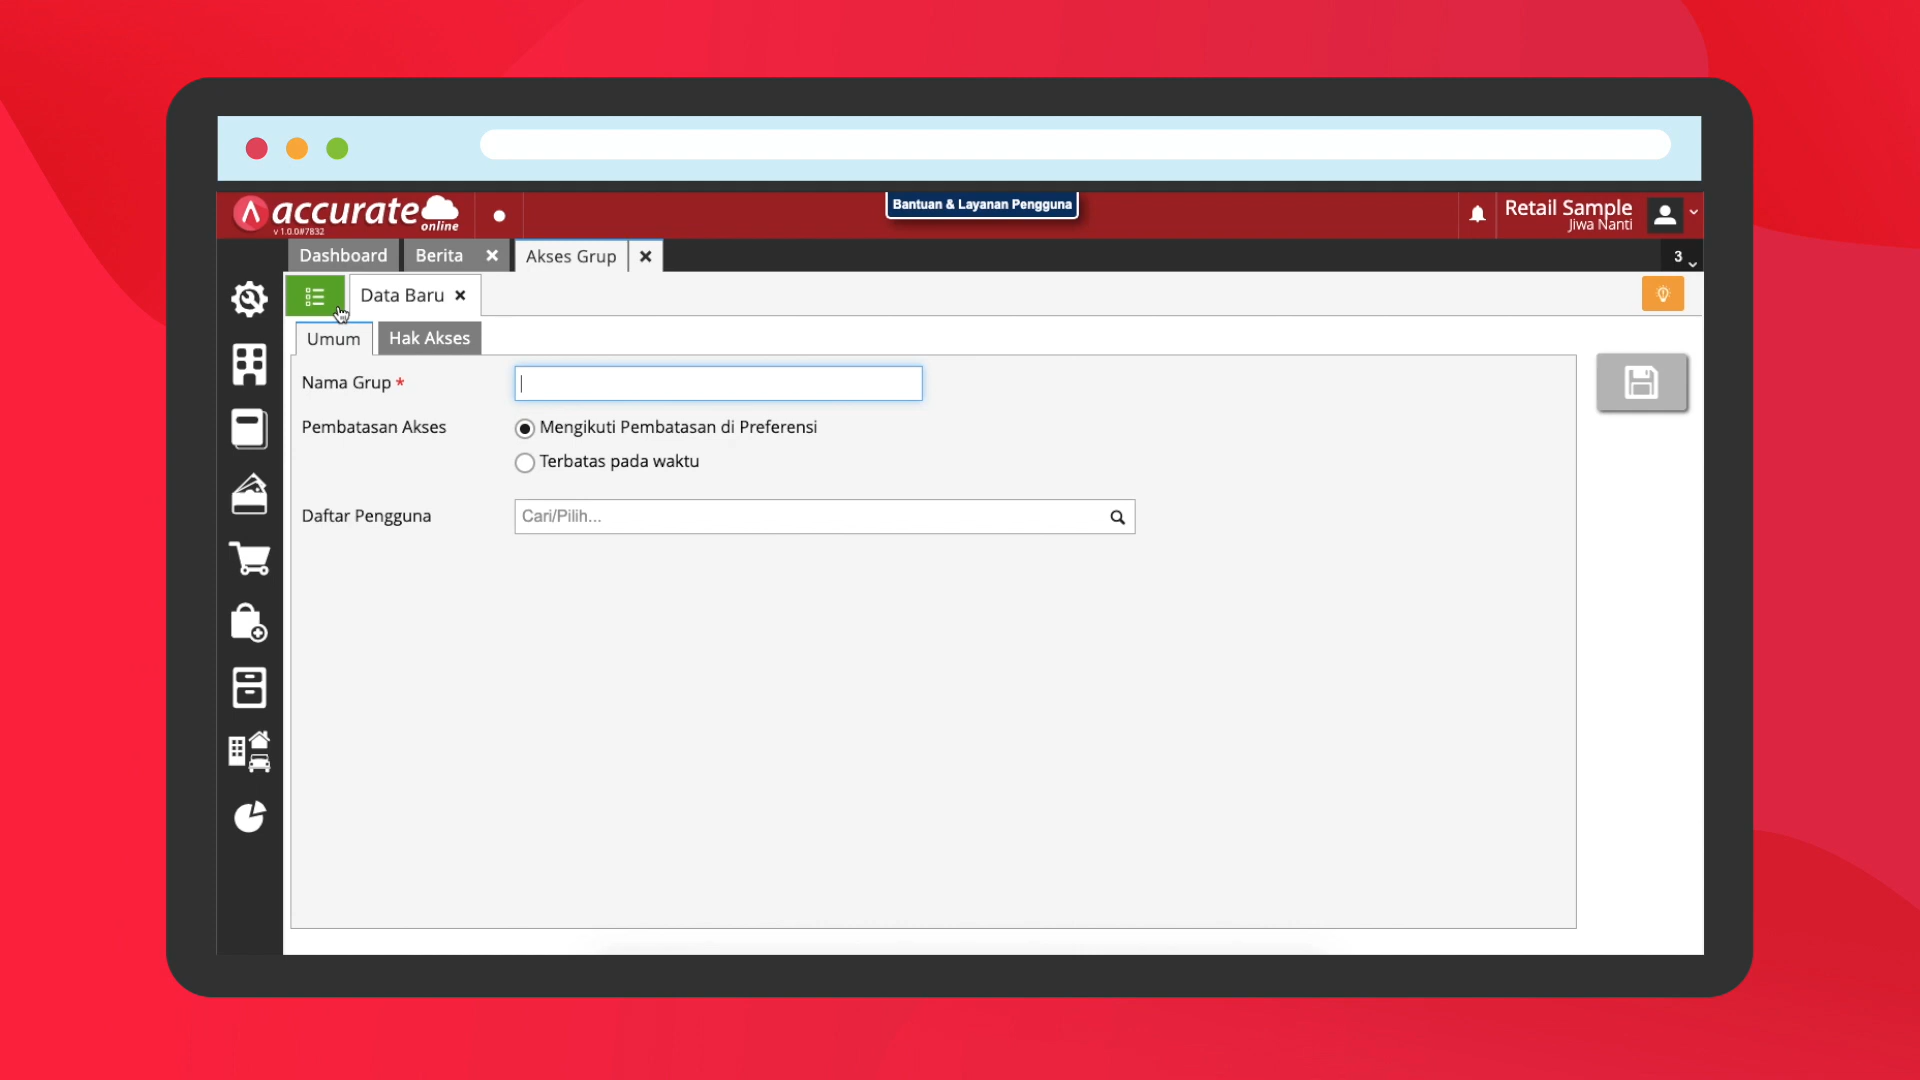 accurate online
v 1.0.0#7832
Bantuan & Layanan Pengguna
Retail Sample
Jiwa Nanti
Dashboard
Berita
Akses Grup
3
Data Baru
Umum
Hak Akses
Nama Grup *
Pembatasan Akses
Mengikuti Pembatasan di Preferensi
Terbatas pada waktu
Daftar Pengguna
Cari/Pilih...